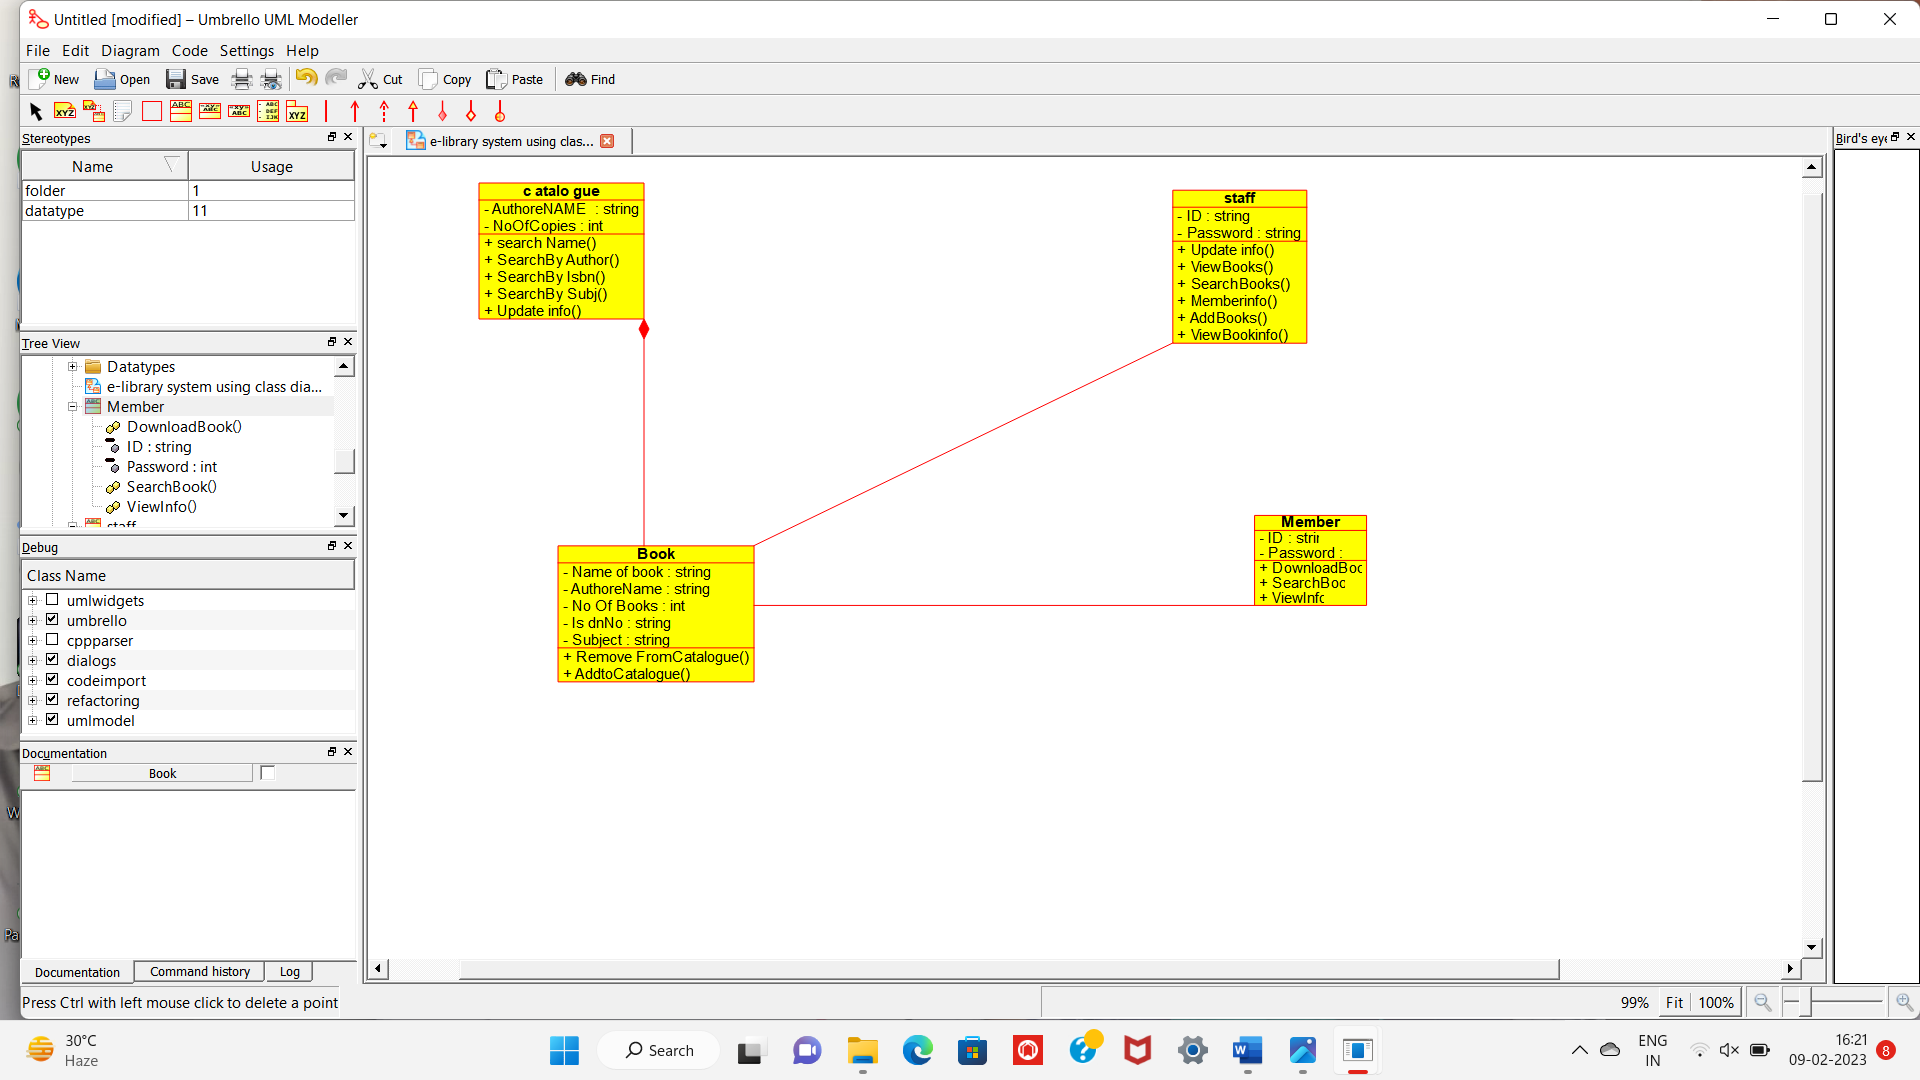 Untitled [modified] – Umbrello UML Modeller
File Edit Diagram Code Settings Help
New Open Save Cut Copy Paste Find
Stereotypes
Name Usage
folder 1
datatype 11
Tree View
Datatypes
e-library system using class dia...
Member
DownloadBook()
ID : string
Password : int
SearchBook()
ViewInfo()
staff
Debug
Class Name
umlwidgets
umbrello
cppparser
dialogs
codeimport
refactoring
umlmodel
Documentation
Book
Documentation Command history Log
Press Ctrl with left mouse click to delete a point
e-library system using clas...
c atalo gue
- AuthoreNAME : string
- NoOfCopies : int
+ search Name()
+ SearchBy Author()
+ SearchBy Isbn()
+ SearchBy Subj()
+ Update info()
staff
- ID : string
- Password : string
+ Update info()
+ ViewBooks()
+ SearchBooks()
+ Memberinfo()
+ AddBooks()
+ ViewBookinfo()
Book
- Name of book : string
- AuthoreName : string
- No Of Books : int
- Is dnNo : string
- Subject : string
+ Remove FromCatalogue()
+ AddtoCatalogue()
Member
- ID : strin
- Password :
+ DownloadBoo
+ SearchBoo
+ ViewInfo
Bird's eye
99% Fit 100%
30°C
Haze
Search
ENG
IN
16:21
09-02-2023
8